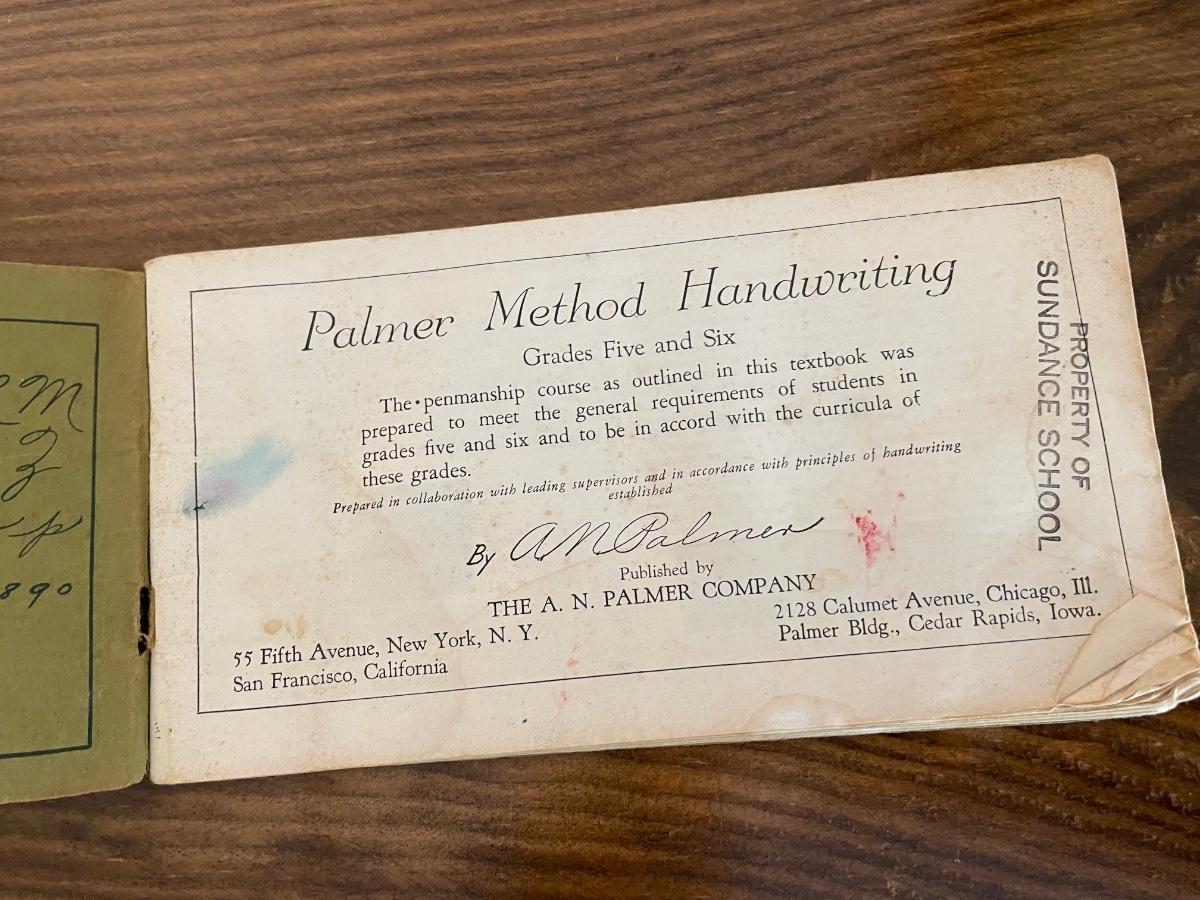 M
Z
p
890
Palmer Method Handwriting
Grades Five and Six
The penmanship course as outlined in this textbook was
prepared to meet the general requirements of students in
grades five and six and to be in accord with the curricula of
these grades.
Prepared in collaboration with leading supervisors and in accordance with principles of handwriting
established
By A N Palmer
Published by
THE A. N. PALMER COMPANY
55 Fifth Avenue, New York, N. Y.
San Francisco, California
2128 Calumet Avenue, Chicago, Ill.
Palmer Bldg., Cedar Rapids, Iowa.
PROPERTY OF
SUNDANCE SCHOOL